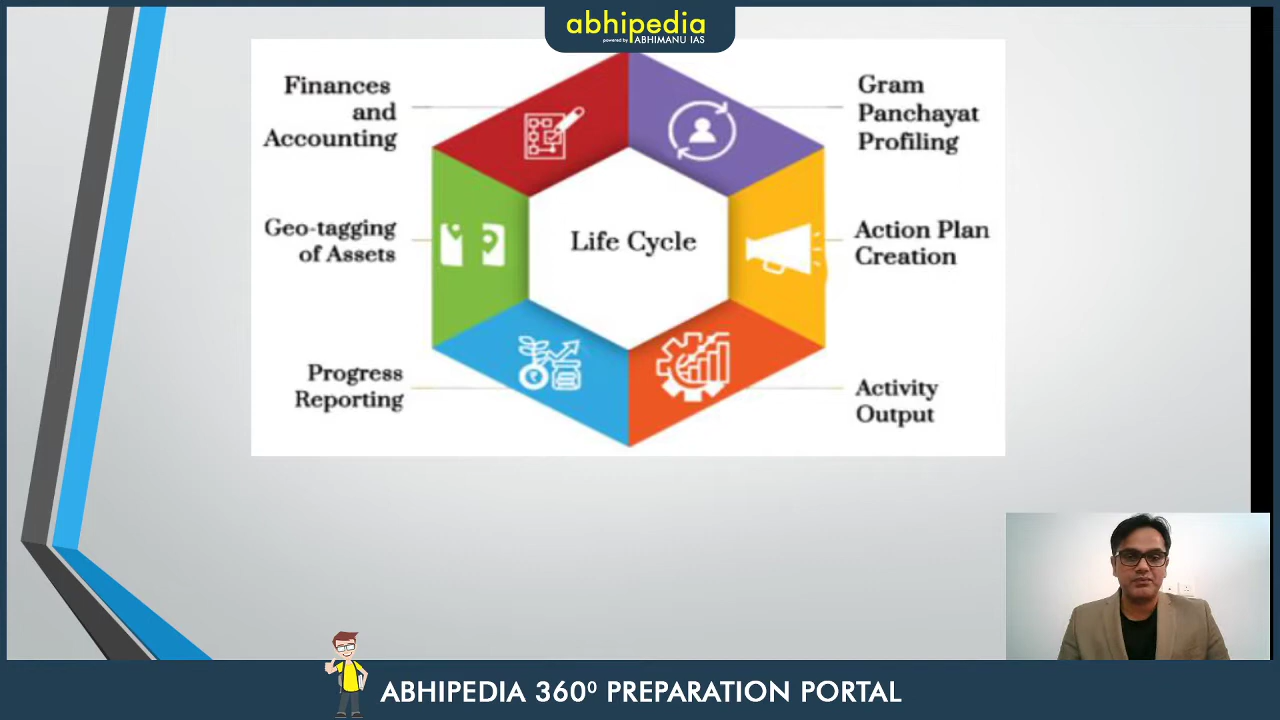 abhipedia
powered by ABHIMANU IAS
Finances
and
Accounting
Gram
Panchayat
Profiling
Geo-tagging
of Assets
Life Cycle
Action Plan
Creation
Progress
Reporting
Activity
Output
ABHIPEDIA 360⁰ PREPARATION PORTAL